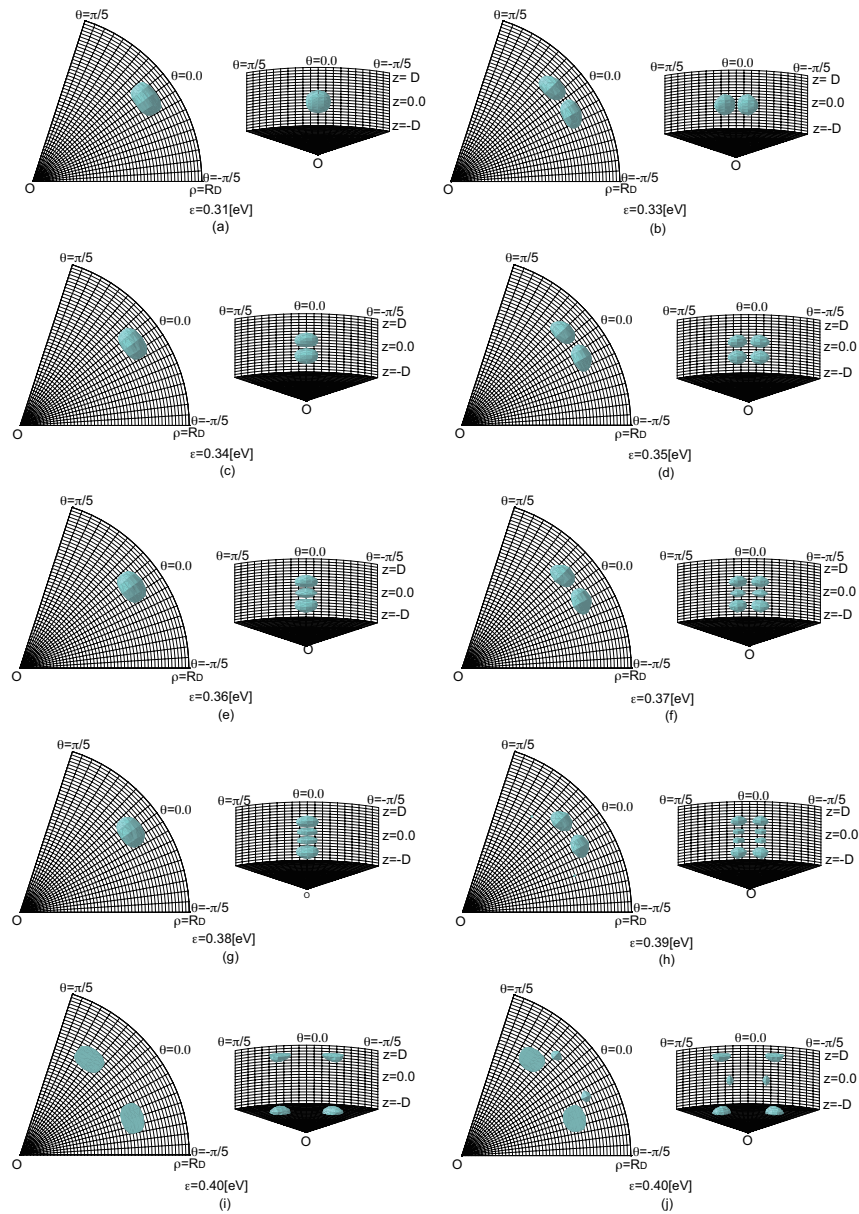 θ=π/5
θ=0.0
θ=-π/5
ρ=RD
O
θ=π/5
θ=0.0
θ=-π/5
z= D
z=0.0
z=-D
O
ε=0.31[eV]
(a)
θ=π/5
θ=0.0
θ=-π/5
ρ=RD
O
θ=π/5
θ=0.0
θ=-π/5
z= D
z=0.0
z=-D
O
ε=0.33[eV]
(b)
θ=π/5
θ=0.0
θ=-π/5
ρ=RD
O
θ=π/5
θ=0.0
θ=-π/5
z=D
z=0.0
z=-D
O
ε=0.34[eV]
(c)
θ=π/5
θ=0.0
θ=-π/5
ρ=RD
O
θ=π/5
θ=0.0
θ=-π/5
z=D
z=0.0
z=-D
O
ε=0.35[eV]
(d)
θ=π/5
θ=0.0
θ=-π/5
ρ=RD
O
θ=π/5
θ=0.0
θ=-π/5
z=D
z=0.0
z=-D
O
ε=0.36[eV]
(e)
θ=π/5
θ=0.0
θ=-π/5
ρ=RD
O
θ=π/5
θ=0.0
θ=-π/5
z=D
z=0.0
z=-D
O
ε=0.37[eV]
(f)
θ=π/5
θ=0.0
θ=-π/5
ρ=RD
O
θ=π/5
θ=0.0
θ=-π/5
z=D
z=0.0
z=-D
O
ε=0.38[eV]
(g)
θ=π/5
θ=0.0
θ=-π/5
ρ=RD
O
θ=π/5
θ=0.0
θ=-π/5
z=D
z=0.0
z=-D
O
ε=0.39[eV]
(h)
θ=π/5
θ=0.0
θ=-π/5
ρ=RD
O
θ=π/5
θ=0.0
θ=-π/5
z=D
z=0.0
z=-D
O
ε=0.40[eV]
(i)
θ=π/5
θ=0.0
θ=-π/5
ρ=RD
O
θ=π/5
θ=0.0
θ=-π/5
z=D
z=0.0
z=-D
O
ε=0.40[eV]
(j)